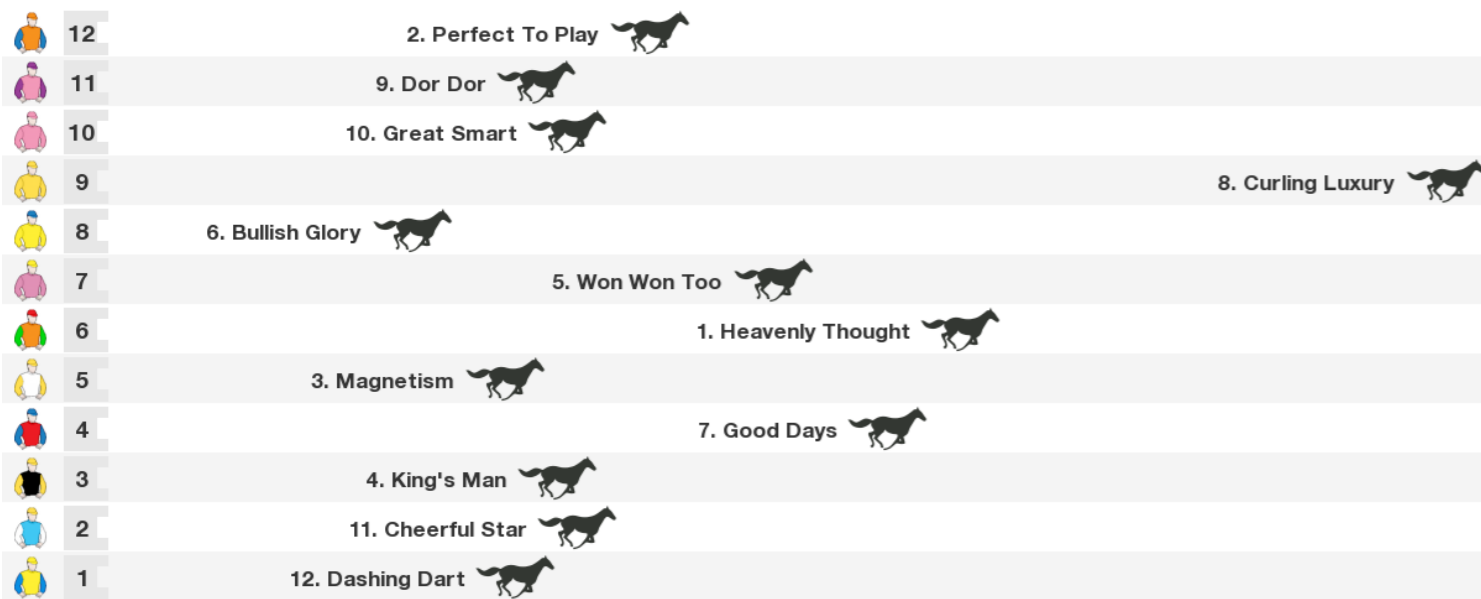 12 2. Perfect To Play
11 9. Dor Dor
10 10. Great Smart
9 8. Curling Luxury
8 6. Bullish Glory
7 5. Won Won Too
6 1. Heavenly Thought
5 3. Magnetism
4 7. Good Days
3 4. King's Man
2 11. Cheerful Star
1 12. Dashing Dart